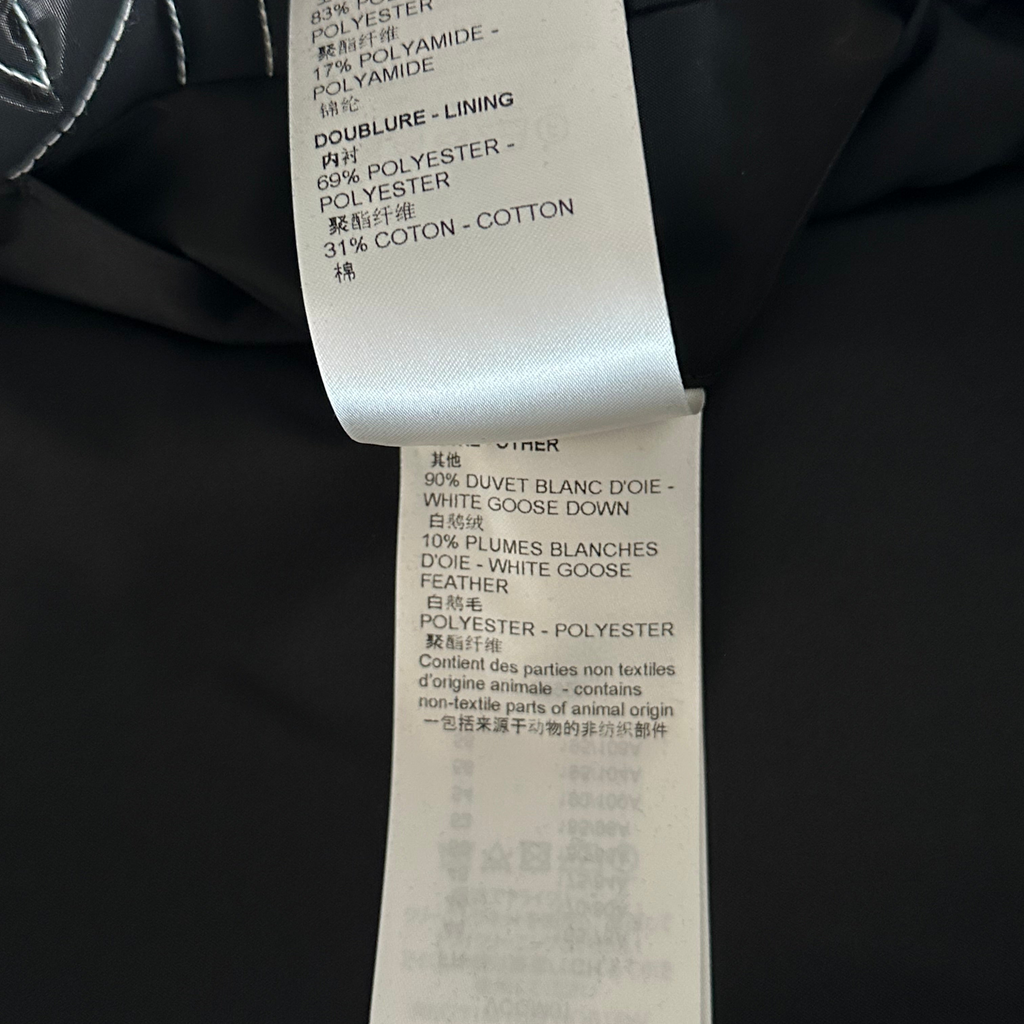 83%
POLYESTER
聚酯纤维
17% POLYAMIDE -
POLYAMIDE
锦纶
DOUBLURE - LINING
内衬
69% POLYESTER -
POLYESTER
聚酯纤维
31% COTON - COTTON
棉
OTHER
其他
90% DUVET BLANC D'OIE -
WHITE GOOSE DOWN
白鹅绒
10% PLUMES BLANCHES
D'OIE - WHITE GOOSE
FEATHER
白鹅毛
POLYESTER - POLYESTER
聚酯纤维
Contient des parties non textiles
d'origine animale - contains
non-textile parts of animal origin
一包括来源于动物的非纺织部件